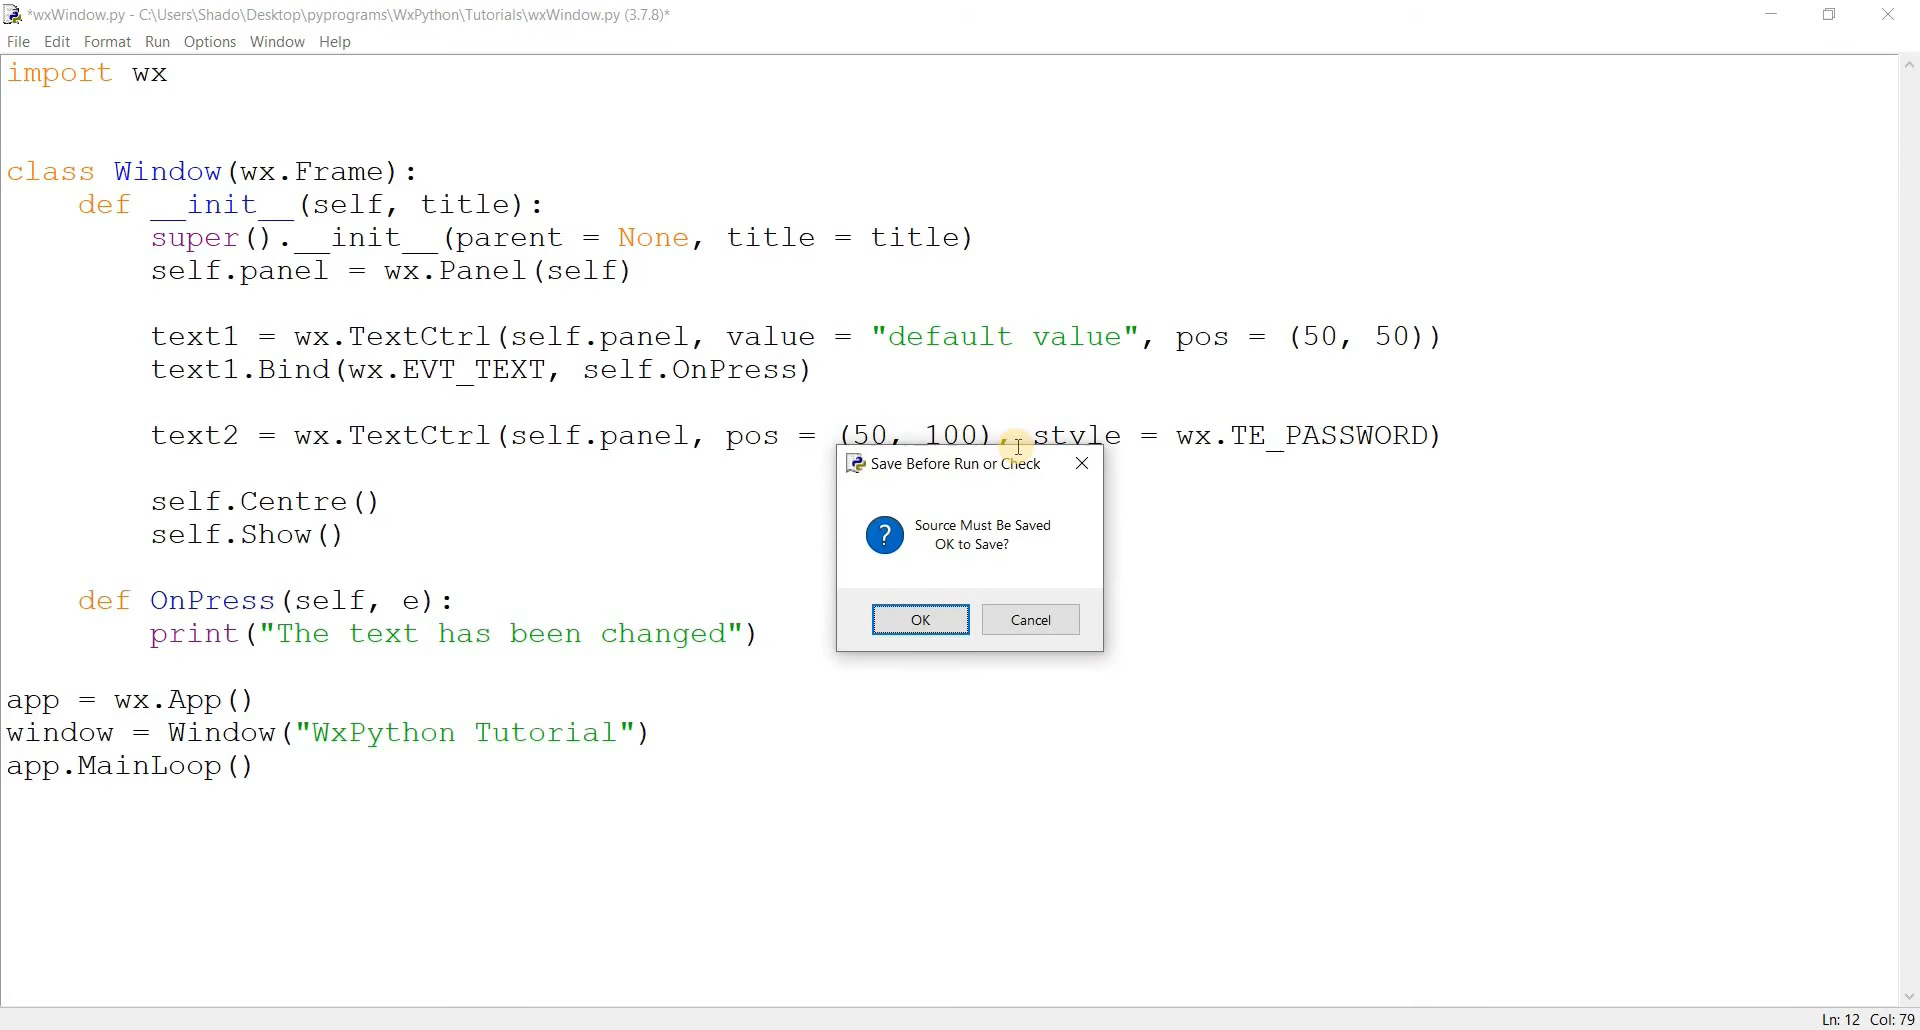 *wxWindow.py - C:\Users\Shado\Desktop\pyprograms\WxPython\Tutorials\wxWindow.py (3.7.8)*
File Edit Format Run Options Window Help
import wx
class Window(wx.Frame):
    def __init__(self, title):
        super().__init__(parent = None, title = title)
        self.panel = wx.Panel(self)
        text1 = wx.TextCtrl(self.panel, value = "default value", pos = (50, 50))
        text1.Bind(wx.EVT_TEXT, self.OnPress)
        text2 = wx.TextCtrl(self.panel, pos = (50, 100), style = wx.TE_PASSWORD)
        self.Centre()
        self.Show()
    def OnPress(self, e):
        print("The text has been changed")
app = wx.App()
window = Window("WxPython Tutorial")
app.MainLoop()
Save Before Run or Check
?
Source Must Be Saved
OK to Save?
OK Cancel
Ln: 12 Col: 79